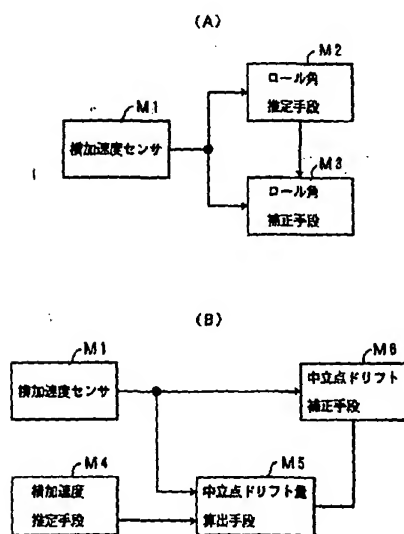 (A)
M2
ロール角
推定手段
M1
横加速度センサ
M3
ロール角
補正手段
(B)
M1
横加速度センサ
M6
中立点ドリフト
補正手段
M4
横加速度
推定手段
M5
中立点ドリフト量
算出手段